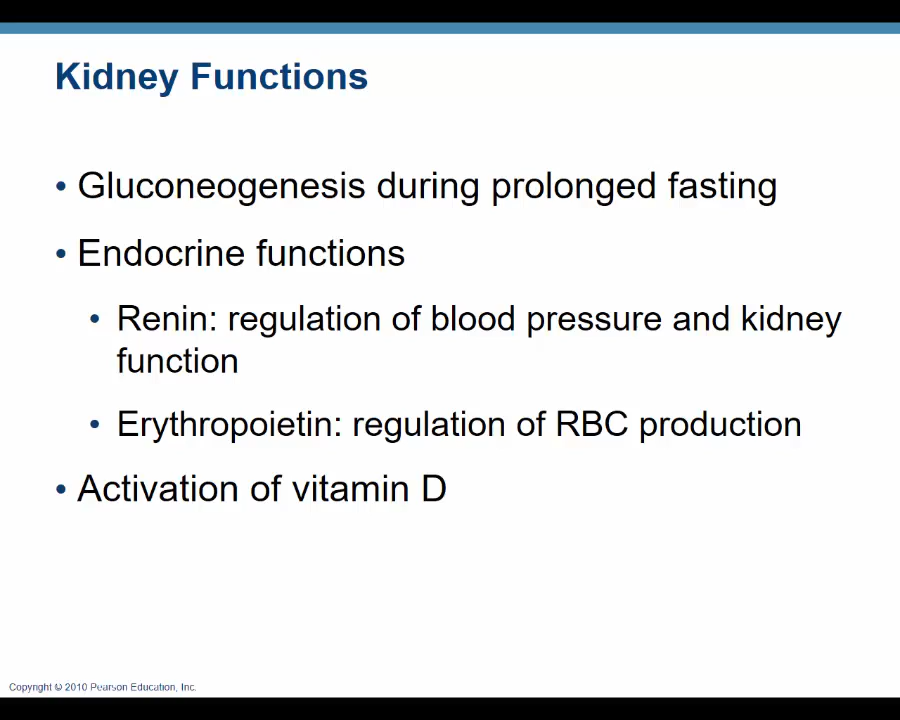 Kidney Functions
• Gluconeogenesis during prolonged fasting
• Endocrine functions
• Renin: regulation of blood pressure and kidney
function
• Erythropoietin: regulation of RBC production
• Activation of vitamin D
Copyright © 2010 Pearson Education, Inc.